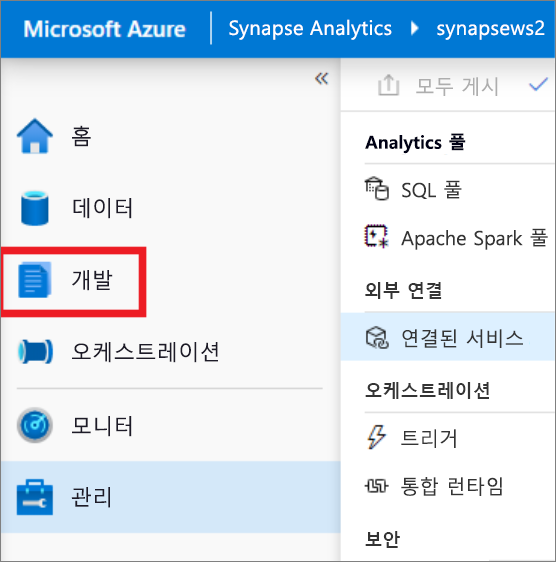 Microsoft Azure Synapse Analytics synapsews2
«
홈
데이터
개발
오케스트레이션
모니터
관리
모두 게시
Analytics 풀
SQL 풀
Apache Spark 풀
외부 연결
연결된 서비스
오케스트레이션
트리거
통합 런타임
보안